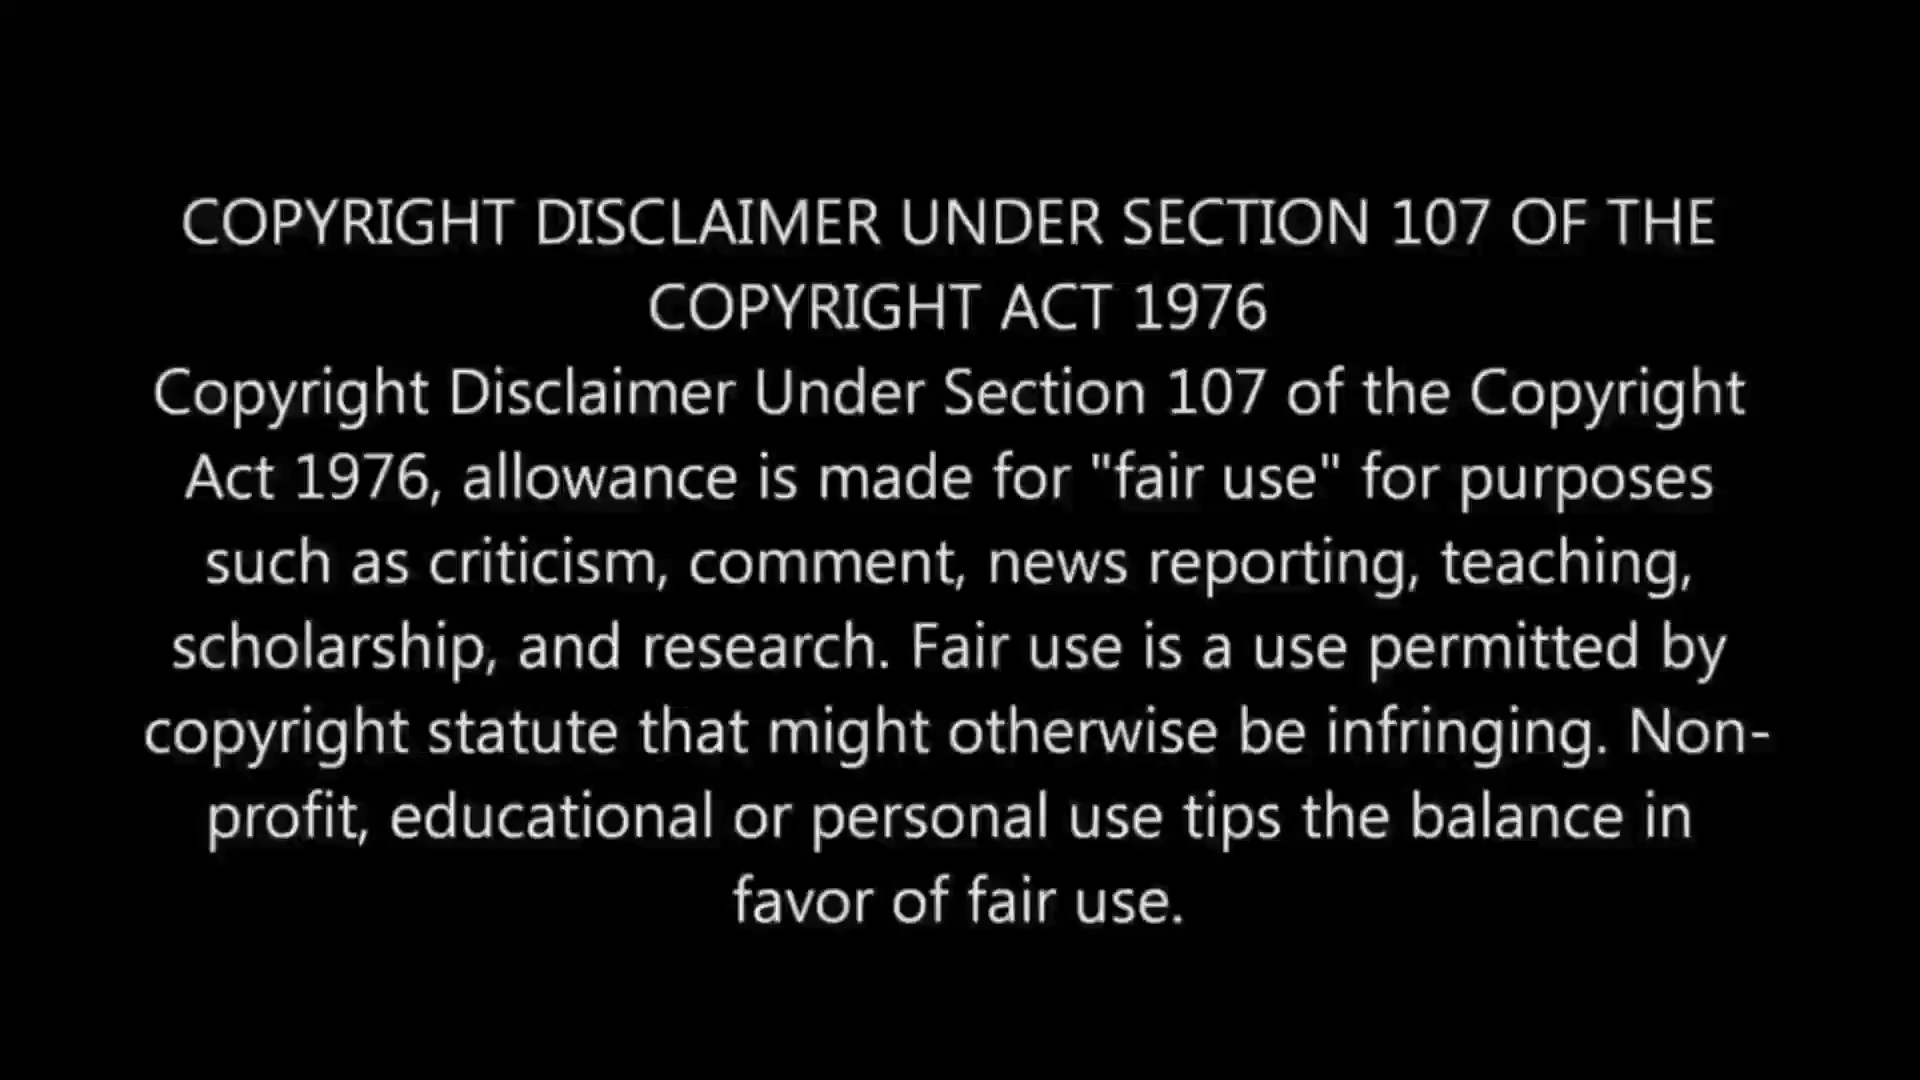 COPYRIGHT DISCLAIMER UNDER SECTION 107 OF THE
COPYRIGHT ACT 1976
Copyright Disclaimer Under Section 107 of the Copyright
Act 1976, allowance is made for "fair use" for purposes
such as criticism, comment, news reporting, teaching,
scholarship, and research. Fair use is a use permitted by
copyright statute that might otherwise be infringing. Non-
profit, educational or personal use tips the balance in
favor of fair use.